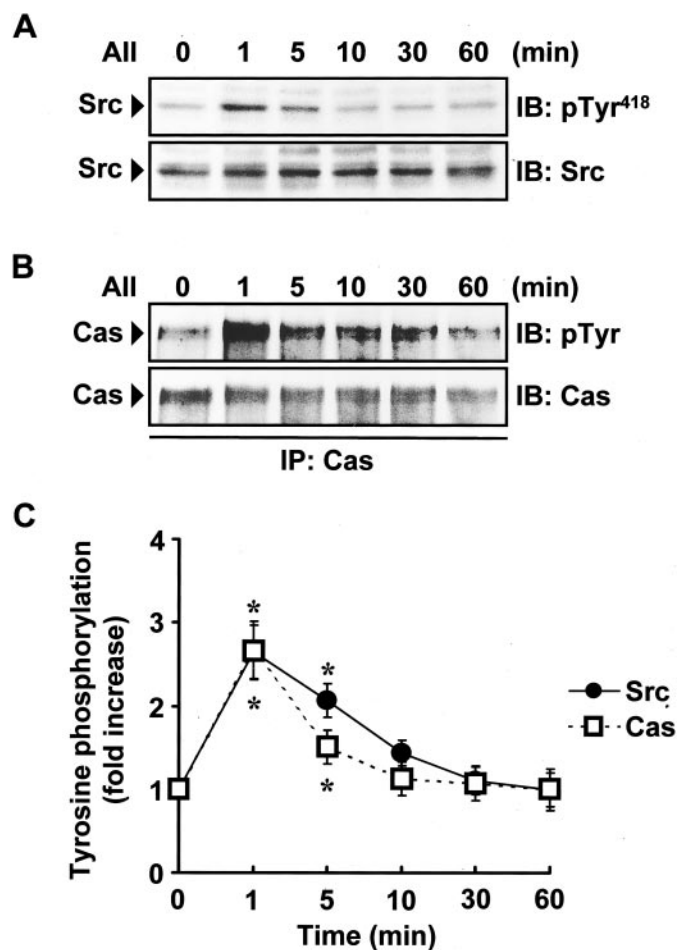 A
AII 0 1 5 10 30 60 (min)
Src IB: pTyr⁴¹⁸
Src IB: Src
B
AII 0 1 5 10 30 60 (min)
Cas IB: pTyr
Cas IB: Cas
IP: Cas
C
Tyrosine phosphorylation
(fold increase)
4
3
2
1
0
* *
* *
Src
Cas
0 1 5 10 30 60
Time (min)